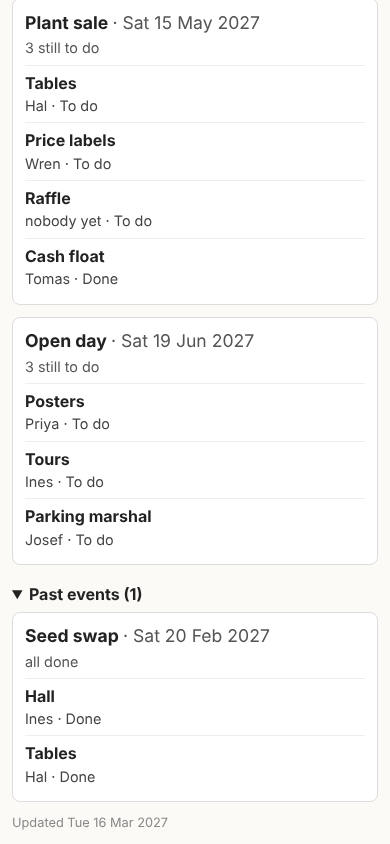 Plant sale · Sat 15 May 2027
3 still to do
Tables
Hal · To do
Price labels
Wren · To do
Raffle
nobody yet · To do
Cash float
Tomas · Done
Open day · Sat 19 Jun 2027
3 still to do
Posters
Priya · To do
Tours
Ines · To do
Parking marshal
Josef · To do
▼ Past events (1)
Seed swap · Sat 20 Feb 2027
all done
Hall
Ines · Done
Tables
Hal · Done
Updated Tue 16 Mar 2027